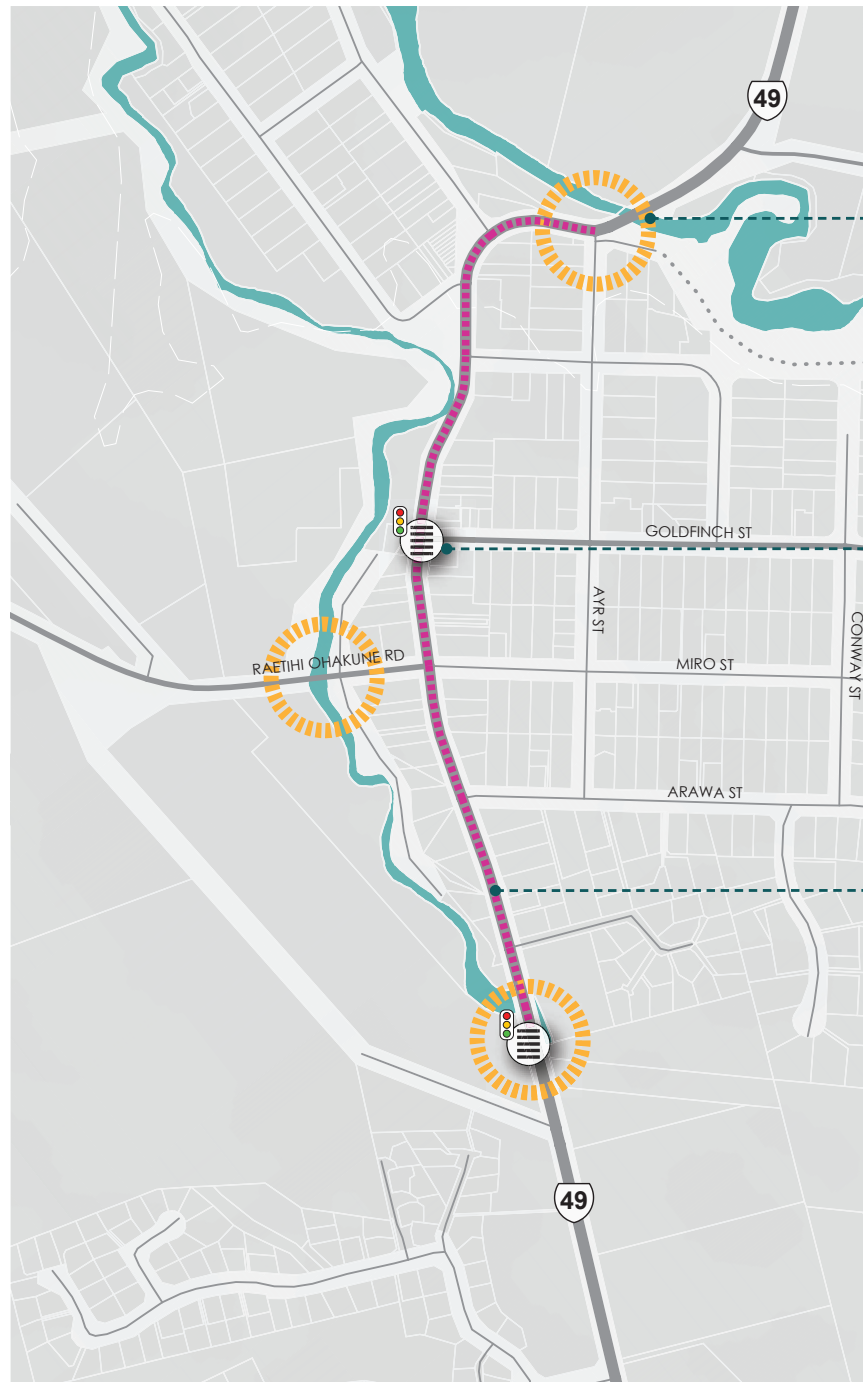 49
GOLDFINCH ST
AYR ST
CONWAY ST
RAETIHI OHAKUNE RD
MIRO ST
ARAWA ST
49